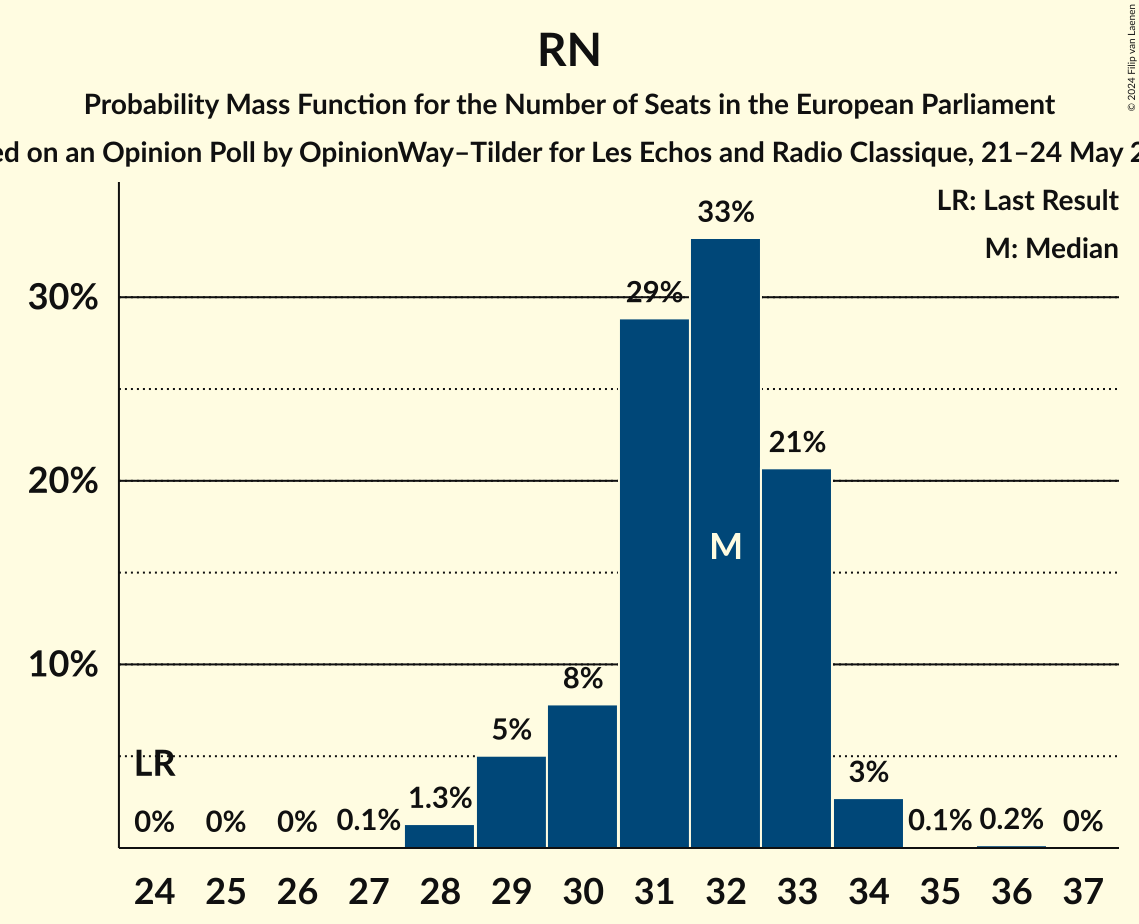 RN
Probability Mass Function for the Number of Seats in the European Parliament
on an Opinion Poll by OpinionWay–Tilder for Les Echos and Radio Classique, 21–24 May
© 2024 Filip van Laenen
LR: Last Result
M: Median
33%
30%
29%
21%
20%
M
10%
8%
5%
LR
3%
1.3%
0% 0% 0% 0.1% 0.1% 0.2% 0%
24 25 26 27 28 29 30 31 32 33 34 35 36 37